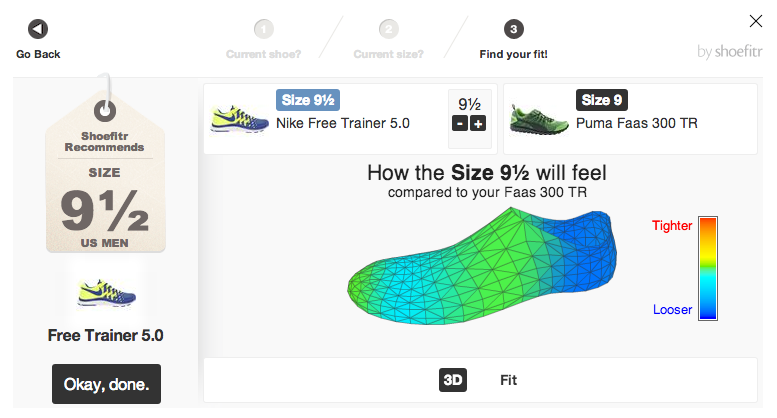 Go Back
1
Current shoe?
2
Current size?
3
Find your fit!
by shoefitr
Shoefitr
Recommends
SIZE
9½
US MEN
Free Trainer 5.0
Okay, done.
Size 9½
Nike Free Trainer 5.0
9½
- +
Size 9
Puma Faas 300 TR
How the Size 9½ will feel
compared to your Faas 300 TR
Tighter
Looser
3D Fit